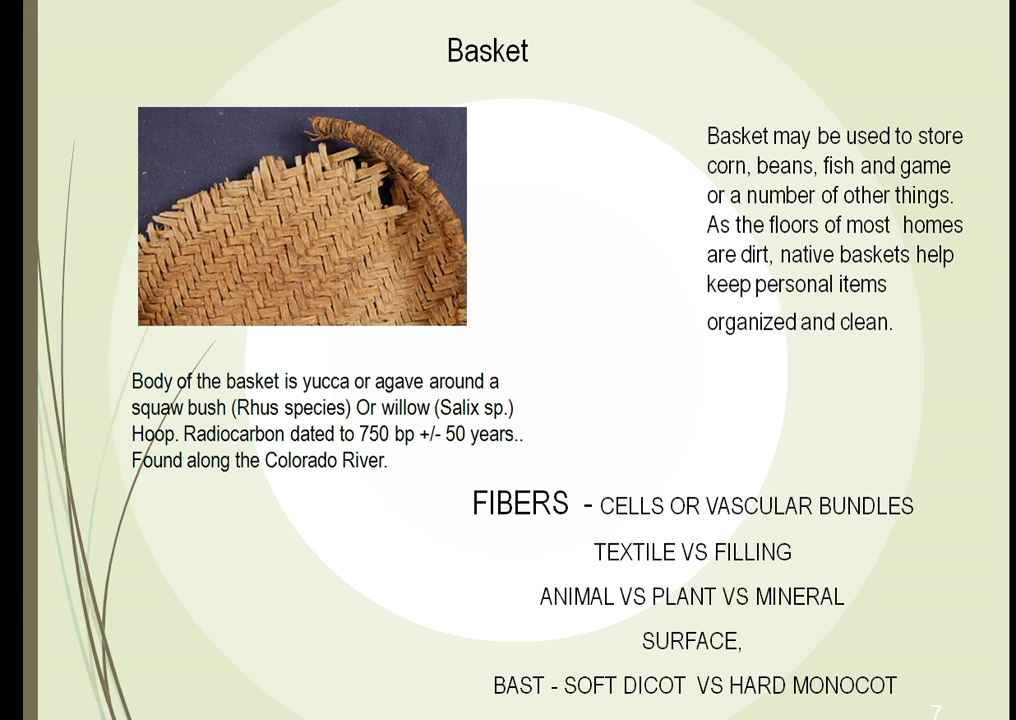 Basket
Basket may be used to store
corn, beans, fish and game
or a number of other things.
As the floors of most homes
are dirt, native baskets help
keep personal items
organized and clean.
Body of the basket is yucca or agave around a
squaw bush (Rhus species) Or willow (Salix sp.)
Hoop. Radiocarbon dated to 750 bp +/- 50 years..
Found along the Colorado River.
FIBERS - CELLS OR VASCULAR BUNDLES
TEXTILE VS FILLING
ANIMAL VS PLANT VS MINERAL
SURFACE,
BAST - SOFT DICOT VS HARD MONOCOT
7